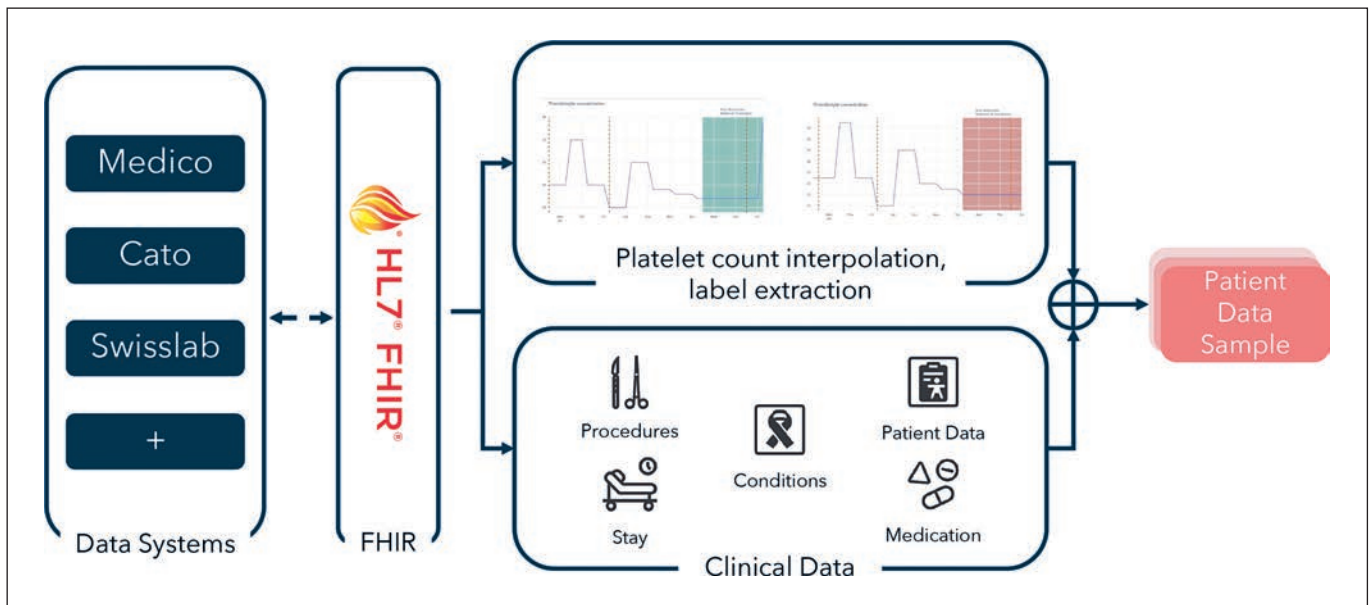 Medico
Cato
Swisslab
+
Data Systems
HL7® FHIR®
FHIR
Platelet count interpolation,
label extraction
Procedures
Stay
Conditions
Patient Data
Medication
Clinical Data
Patient
Data
Sample